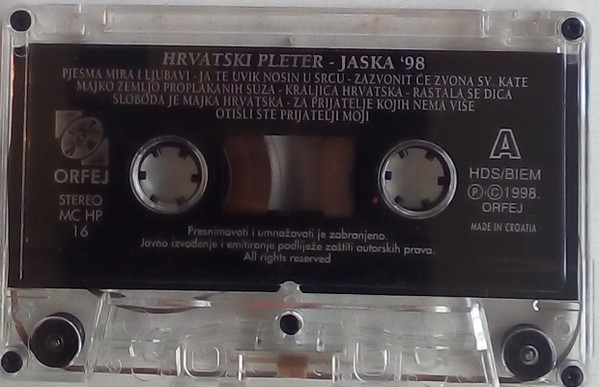 HRVATSKI PLETER - JASKA '98
PJESMA MIRA I LJUBAVI - JA TE UVIK NOSIN U SRCU - ZAZVONIT ĆE ZVONA SV. KATE
MAJKO ZEMLJO PROPLAKANIH SUZA - KRALJICA HRVATSKA - RASTALA SE DICA
SLOBODA JE MAJKA HRVATSKA - ZA PRIJATELJE KOJIH NEMA VIŠE
OTIŠLI STE PRIJATELJI MOJI
ORFEJ
STEREO
MC HP
16
A
HDS/BIEM
Ⓟ©1998.
ORFEJ
MADE IN CROATIA
Presnimavati i umnožavati je zabranjeno.
Javno izvođenje i emitiranje podliježe zaštiti autorskih prava.
All rights reserved